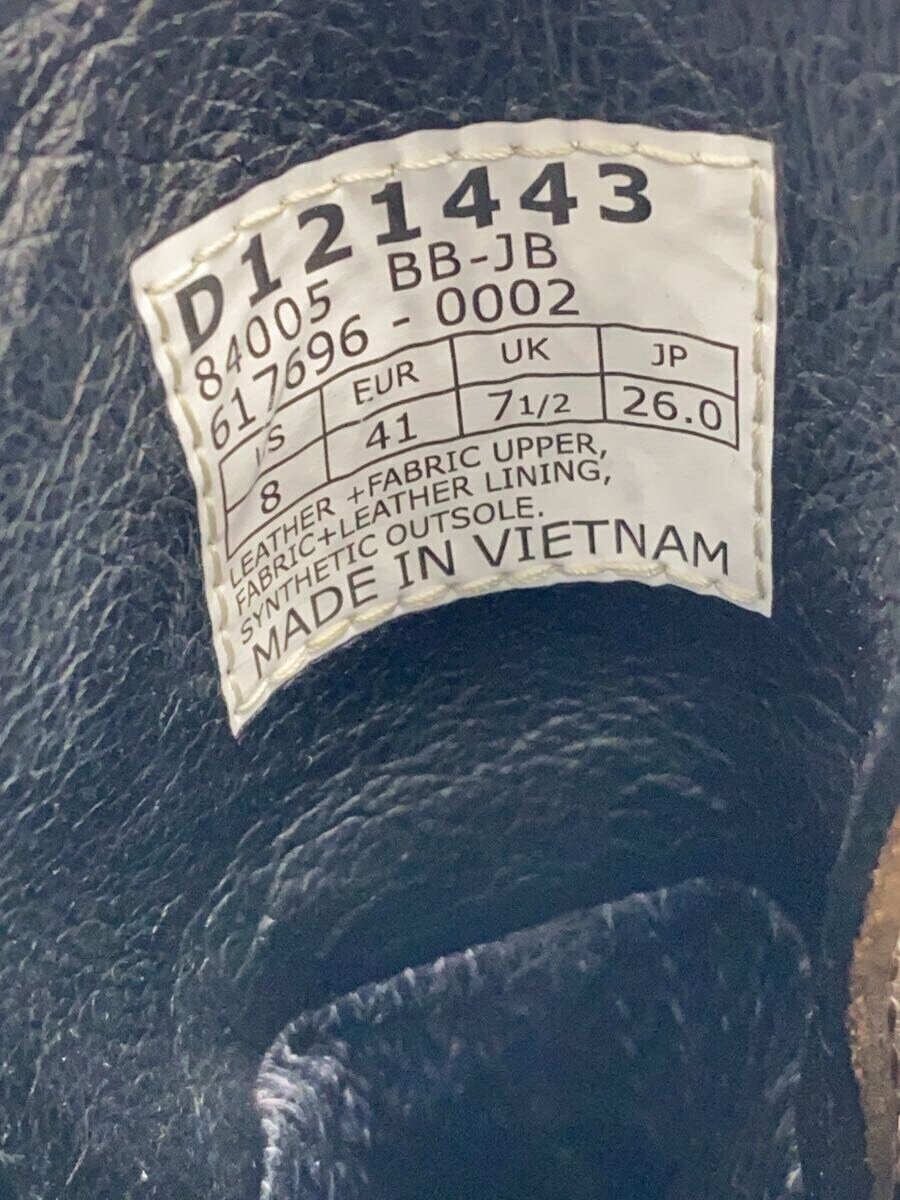 D121443
84005 BB-JB
617696 - 0002
US EUR UK JP
8 41 7 1/2 26.0
LEATHER +FABRIC UPPER,
FABRIC+LEATHER LINING,
SYNTHETIC OUTSOLE.
MADE IN VIETNAM